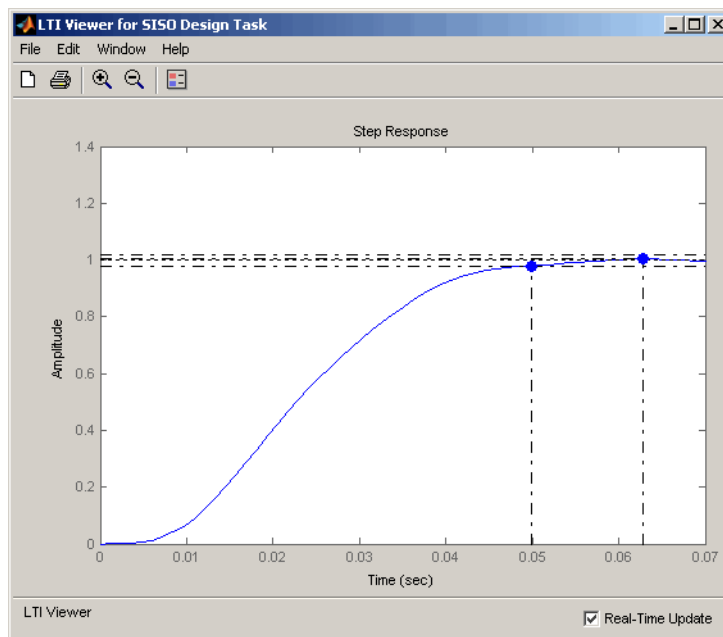 LTI Viewer for SISO Design Task
File Edit Window Help
Step Response
1.4
1.2
1
0.8
0.6
0.4
0.2
0
Amplitude
0 0.01 0.02 0.03 0.04 0.05 0.06 0.07
Time (sec)
LTI Viewer
Real-Time Update